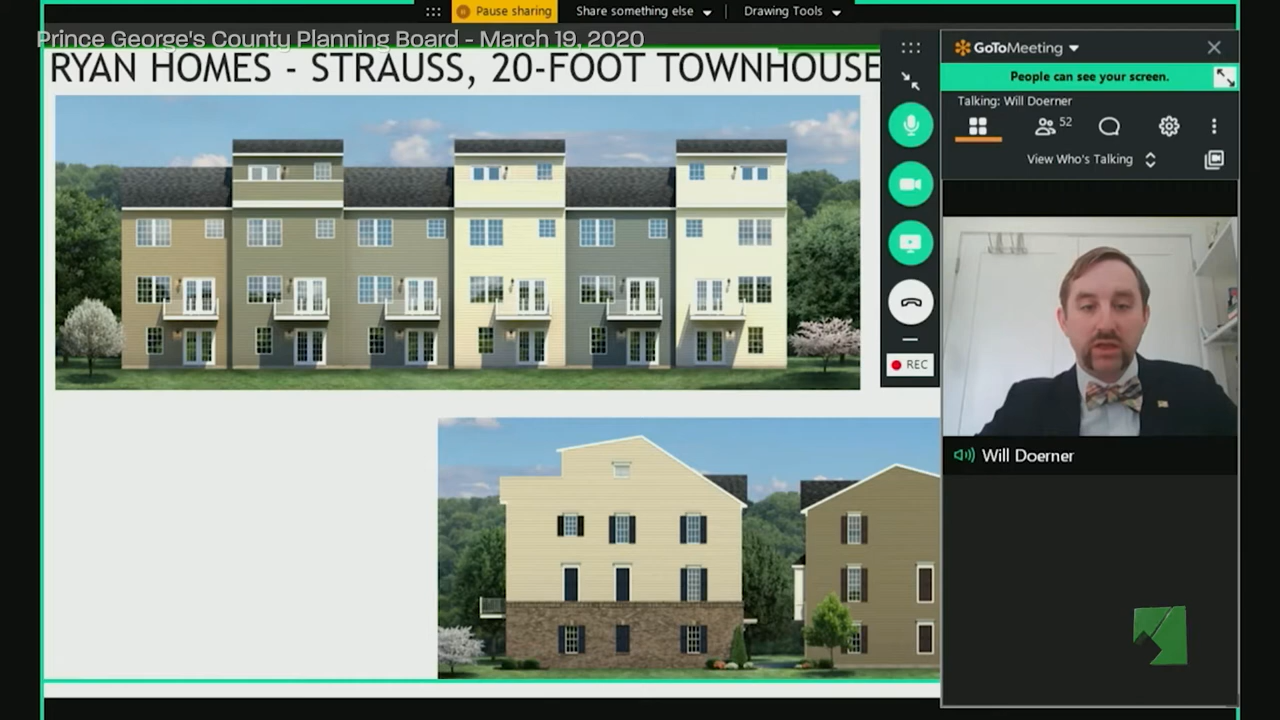 Pause sharing
Share something else
Drawing Tools
Prince George's County Planning Board - March 19, 2020
RYAN HOMES - STRAUSS, 20-FOOT TOWNHOUSE
GoToMeeting
People can see your screen.
Talking: Will Doerner
52
View Who's Talking
REC
Will Doerner